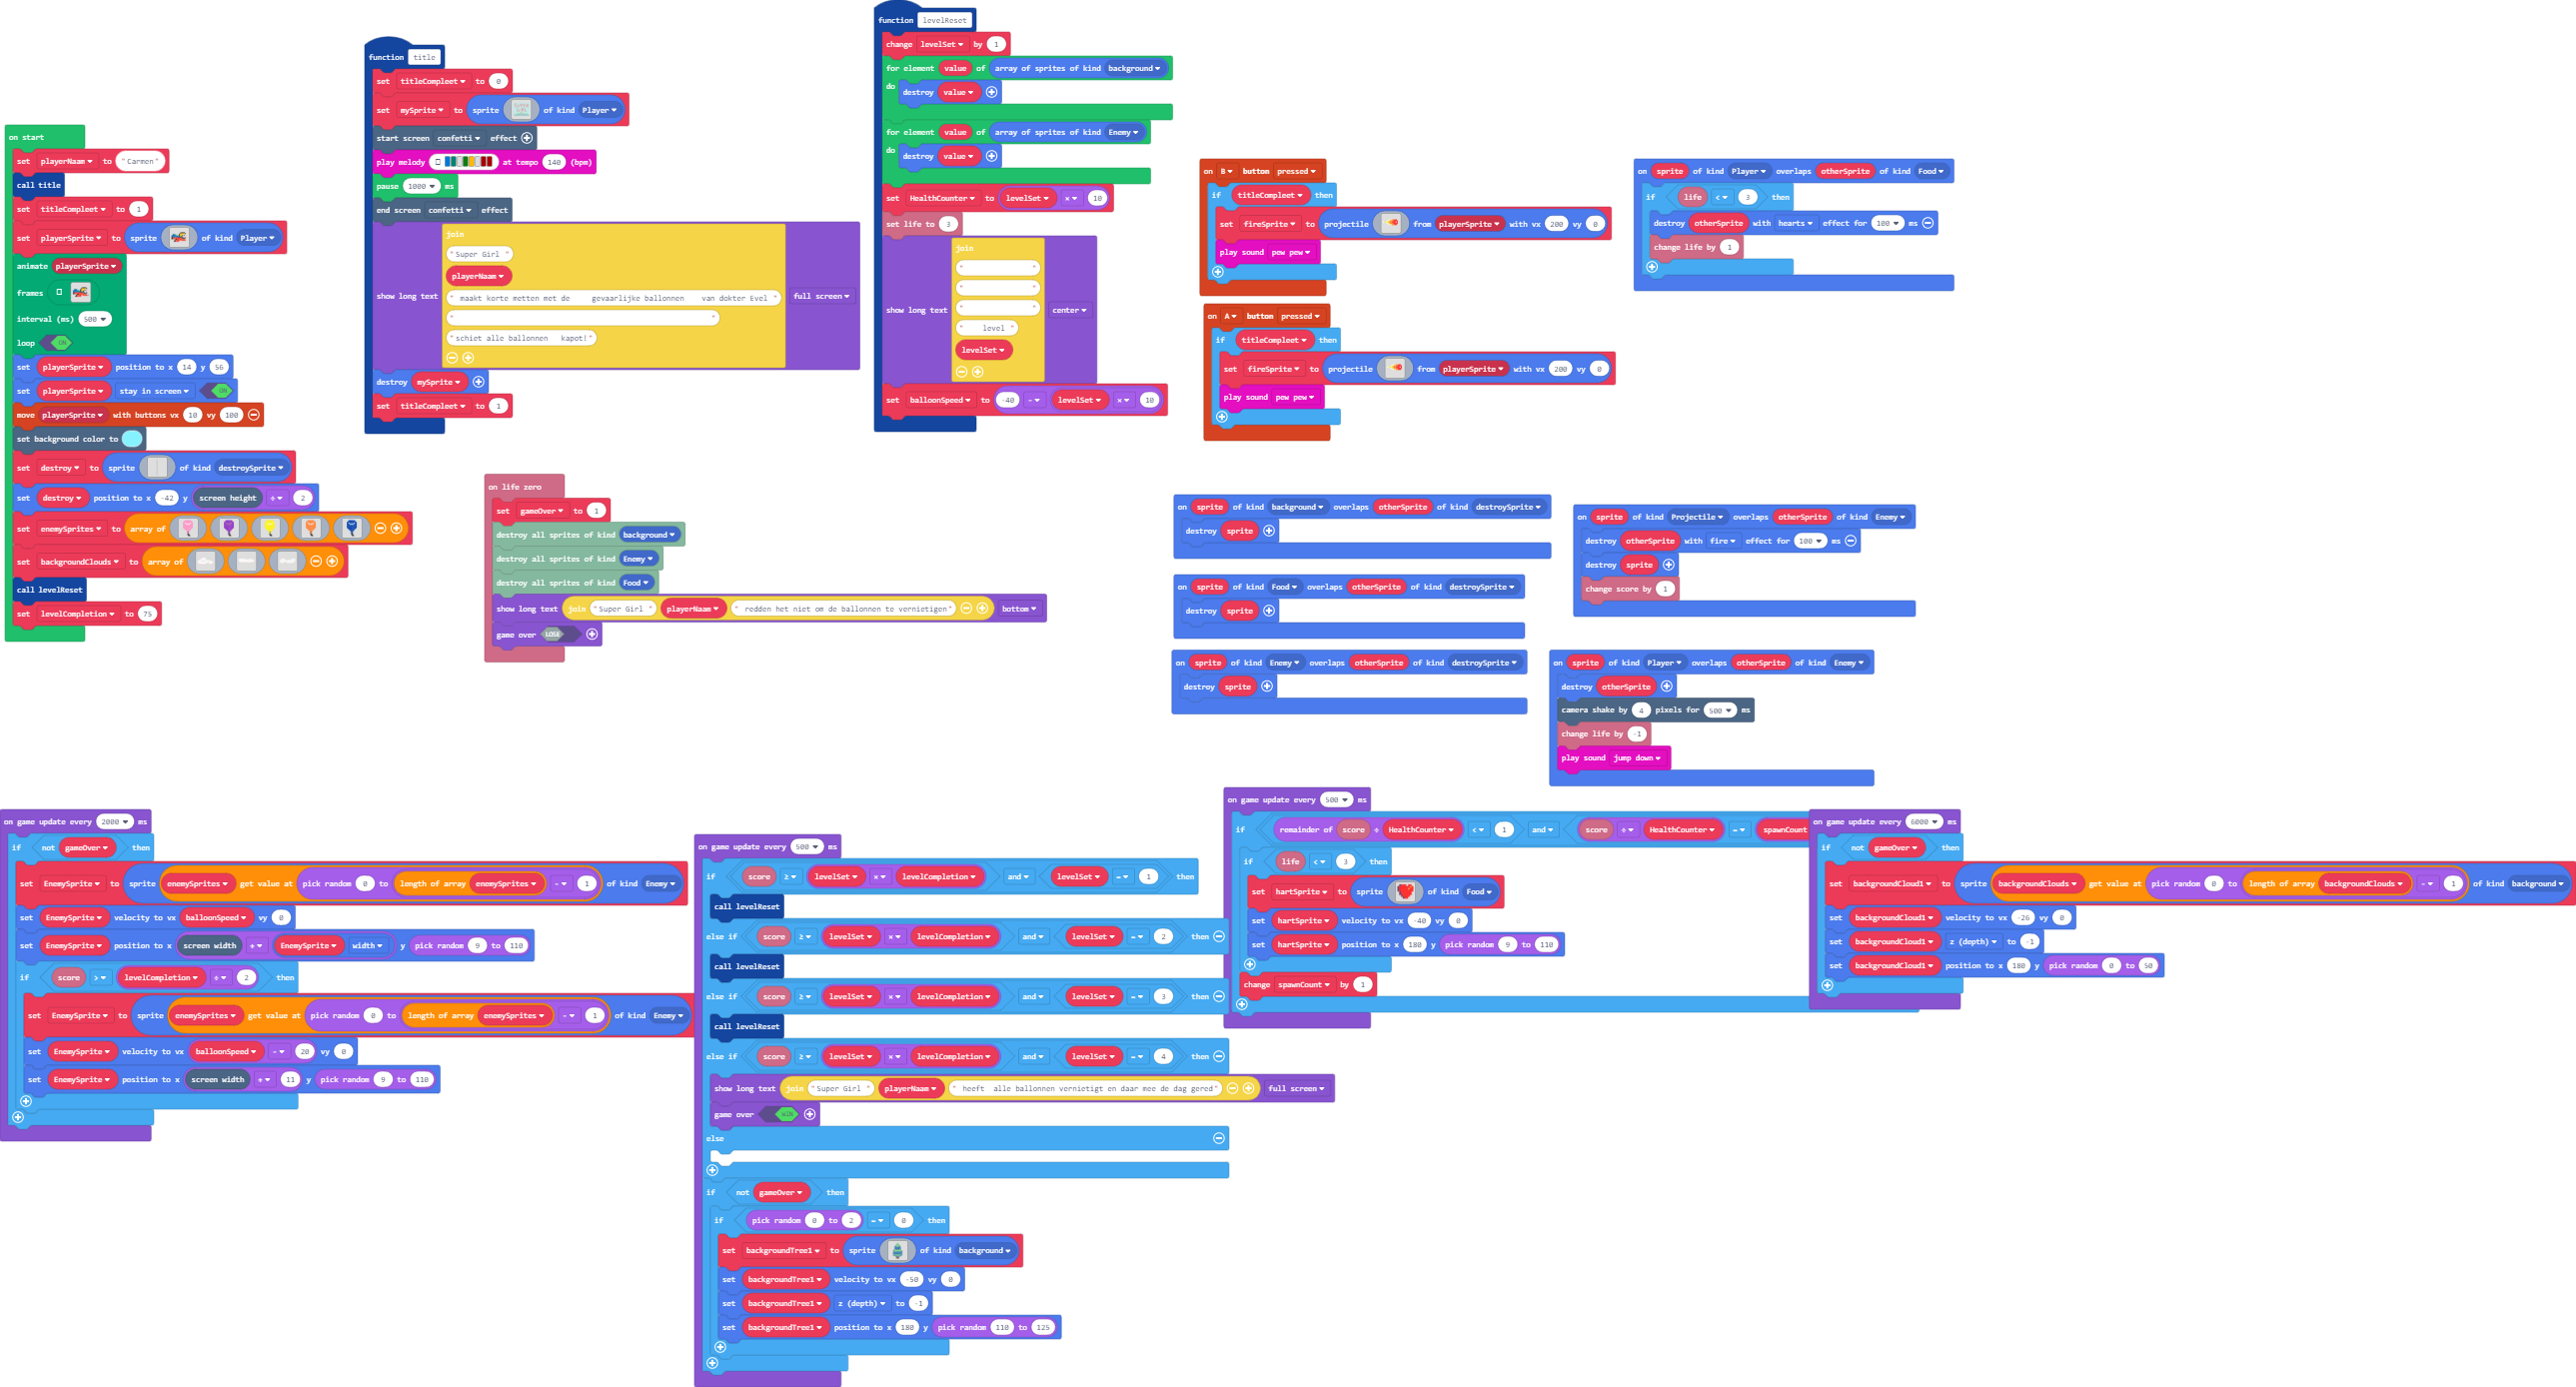 on start
set playerNaam to "Carmen"
call title
set titleCompleet to 1
set playerSprite to sprite of kind Player
animate playerSprite
frames
interval (ms) 500
loop ON
set playerSprite position to x 14 y 56
set playerSprite stay in screen ON
move playerSprite with buttons vx 10 vy 100
set background color to
set destroy to sprite of kind destroySprite
set destroy position to x -42 y screen height ÷ 2
set enemySprites to array of
set backgroundClouds to array of
call levelReset
set levelCompletion to 75
function title
set titleCompleet to 0
set mySprite to sprite of kind Player
start screen confetti effect
play melody at tempo 140 (bpm)
pause 1000 ms
end screen confetti effect
show long text join full screen
"Super Girl "
playerNaam
" maakt korte metten met de gevaarlijke ballonnen van dokter Evel "
" "
"schiet alle ballonnen kapot!"
destroy mySprite
set titleCompleet to 1
function levelReset
change levelSet by 1
for element value of array of sprites of kind background
do destroy value
for element value of array of sprites of kind Enemy
do destroy value
set HealthCounter to levelSet × 10
set life to 3
show long text join center
" "
" "
" "
" level "
levelSet
set balloonSpeed to -40 - levelSet × 10
on life zero
set gameOver to 1
destroy all sprites of kind background
destroy all sprites of kind Enemy
destroy all sprites of kind Food
show long text join "Super Girl " playerNaam " redden het niet om de ballonnen te vernietigen" bottom
game over LOSE
on B button pressed
if titleCompleet then
set fireSprite to projectile from playerSprite with vx 200 vy 0
play sound pew pew
on A button pressed
if titleCompleet then
set fireSprite to projectile from playerSprite with vx 200 vy 0
play sound pew pew
on sprite of kind Player overlaps otherSprite of kind Food
if life < 3 then
destroy otherSprite with hearts effect for 100 ms
change life by 1
on sprite of kind background overlaps otherSprite of kind destroySprite
destroy sprite
on sprite of kind Food overlaps otherSprite of kind destroySprite
destroy sprite
on sprite of kind Enemy overlaps otherSprite of kind destroySprite
destroy sprite
on sprite of kind Projectile overlaps otherSprite of kind Enemy
destroy otherSprite with fire effect for 100 ms
destroy sprite
change score by 1
on sprite of kind Player overlaps otherSprite of kind Enemy
destroy otherSprite
camera shake by 4 pixels for 500 ms
change life by -1
play sound jump down
on game update every 2000 ms
if not gameOver then
set EnemySprite to sprite enemySprites get value at pick random 0 to length of array enemySprites - 1 of kind Enemy
set EnemySprite velocity to vx balloonSpeed vy 0
set EnemySprite position to x screen width + EnemySprite width y pick random 9 to 110
if score > levelCompletion ÷ 2 then
set EnemySprite to sprite enemySprites get value at pick random 0 to length of array enemySprites - 1 of kind Enemy
set EnemySprite velocity to vx balloonSpeed - 20 vy 0
set EnemySprite position to x screen width + 11 y pick random 9 to 110
on game update every 500 ms
if score ≥ levelSet × levelCompletion and levelSet = 1 then
call levelReset
else if score ≥ levelSet × levelCompletion and levelSet = 2 then
call levelReset
else if score ≥ levelSet × levelCompletion and levelSet = 3 then
call levelReset
else if score ≥ levelSet × levelCompletion and levelSet = 4 then
show long text join "Super Girl " playerNaam " heeft alle ballonnen vernietigt en daar mee de dag gered" full screen
game over WIN
else
if not gameOver then
if pick random 0 to 2 = 0 then
set backgroundTree1 to sprite of kind background
set backgroundTree1 velocity to vx -50 vy 0
set backgroundTree1 z (depth) to -1
set backgroundTree1 position to x 180 y pick random 110 to 125
on game update every 500 ms
if remainder of score ÷ HealthCounter < 1 and score ÷ HealthCounter = spawnCount
if life < 3 then
set hartSprite to sprite of kind Food
set hartSprite velocity to vx -40 vy 0
set hartSprite position to x 180 y pick random 9 to 110
change spawnCount by 1
on game update every 6000 ms
if not gameOver then
set backgroundCloud1 to sprite backgroundClouds get value at pick random 0 to length of array backgroundClouds - 1 of kind background
set backgroundCloud1 velocity to vx -26 vy 0
set backgroundCloud1 z (depth) to -1
set backgroundCloud1 position to x 180 y pick random 0 to 50